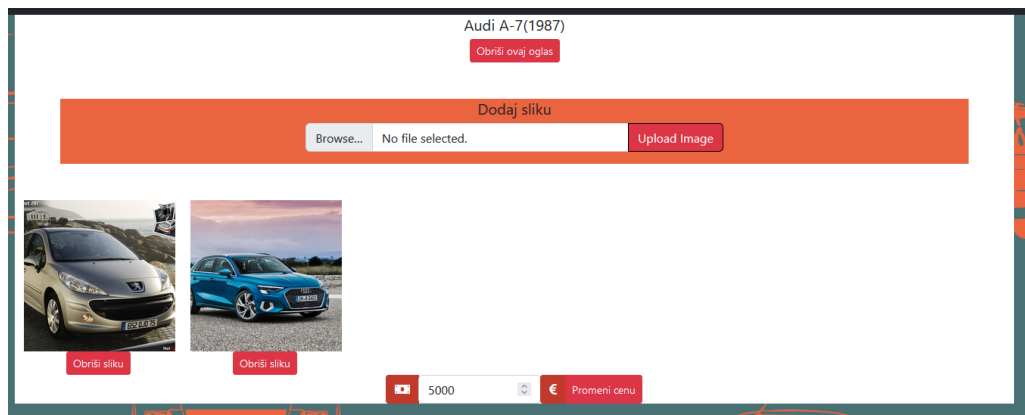 Audi A-7(1987)
Obriši ovaj oglas
Dodaj sliku
Browse... No file selected. Upload Image
Obriši sliku
Obriši sliku
5000 € Promeni cenu